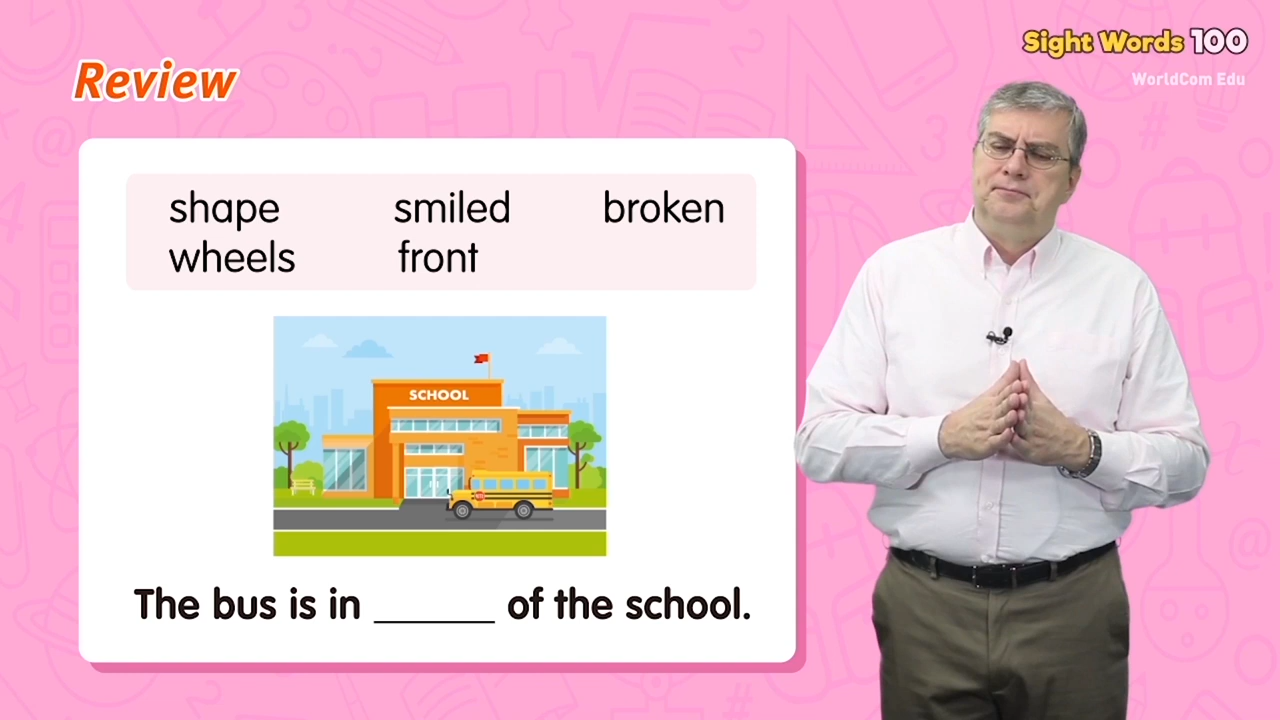 Sight Words 100
WorldCom Edu
Review
shape smiled broken
wheels front
SCHOOL
The bus is in ______ of the school.